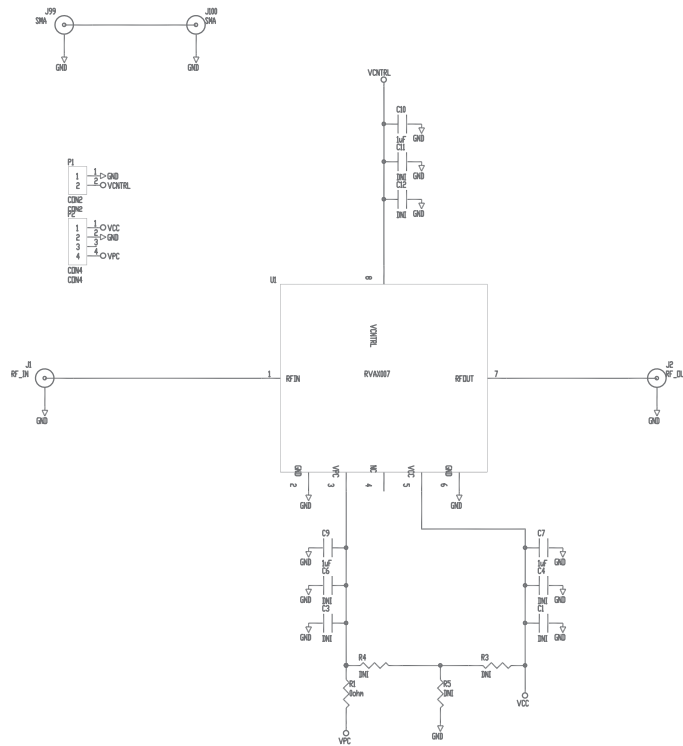 J99
SMA
J100
SMA
GND
GND
VCNTRL
C10
1uF
GND
C11
DNI
GND
C12
DNI
GND
P1
1
2
1
2
GND
VCNTRL
CON2
CON2
P2
1
2
3
4
1
2
3
4
VCC
GND
VPC
CON4
CON4
U1
8
VCNTRL
J1
RF_IN
GND
1
RFIN
RVAX007
RFOUT
7
J2
RF_OU
GND
GND
VPC
NC
VCC
GND
2
3
4
5
6
GND
GND
C9
1uF
GND
C6
DNI
GND
C3
DNI
GND
C7
1uF
GND
C4
DNI
GND
C1
DNI
GND
R4
DNI
R3
DNI
R1
0ohm
R5
DNI
VCC
VPC
GND